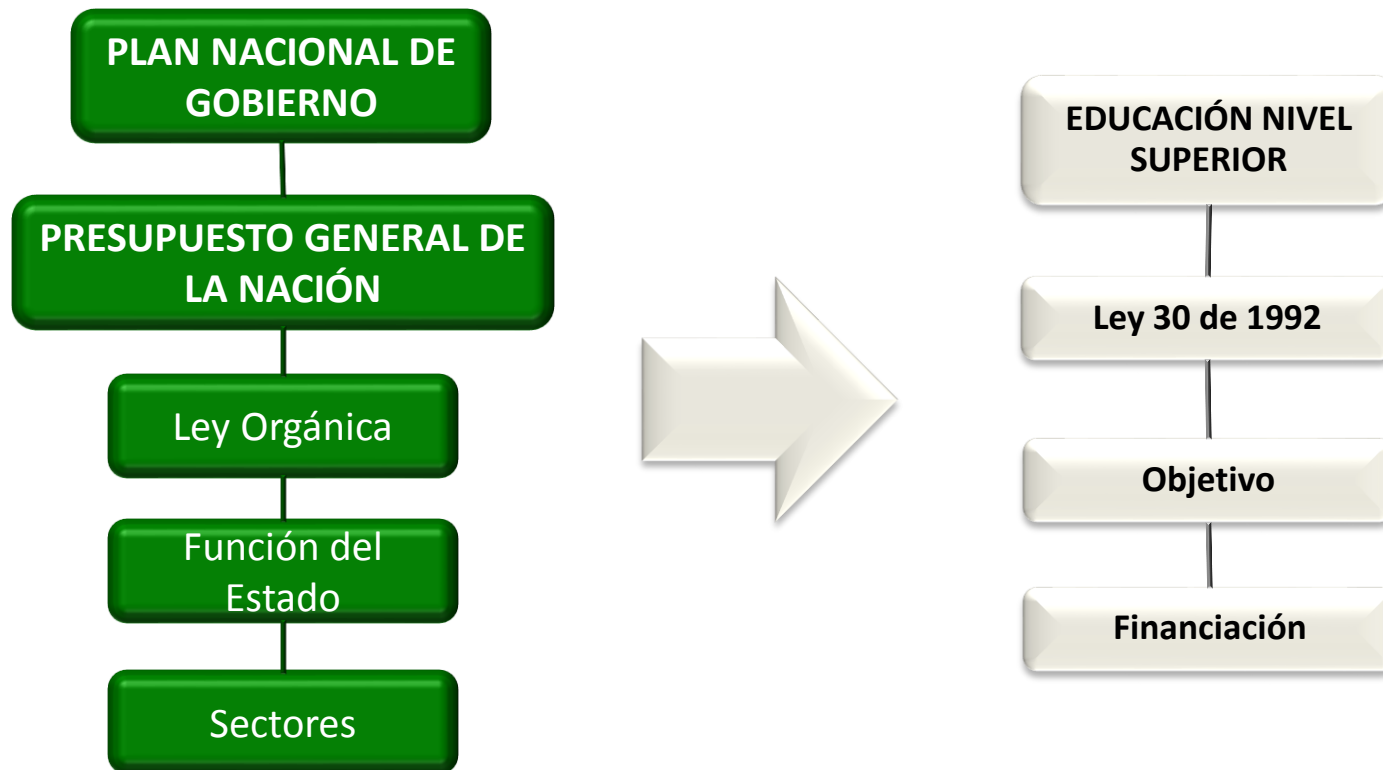 PLAN NACIONAL DE
GOBIERNO
PRESUPUESTO GENERAL DE
LA NACIÓN
Ley Orgánica
Función del
Estado
Sectores
EDUCACIÓN NIVEL
SUPERIOR
Ley 30 de 1992
Objetivo
Financiación